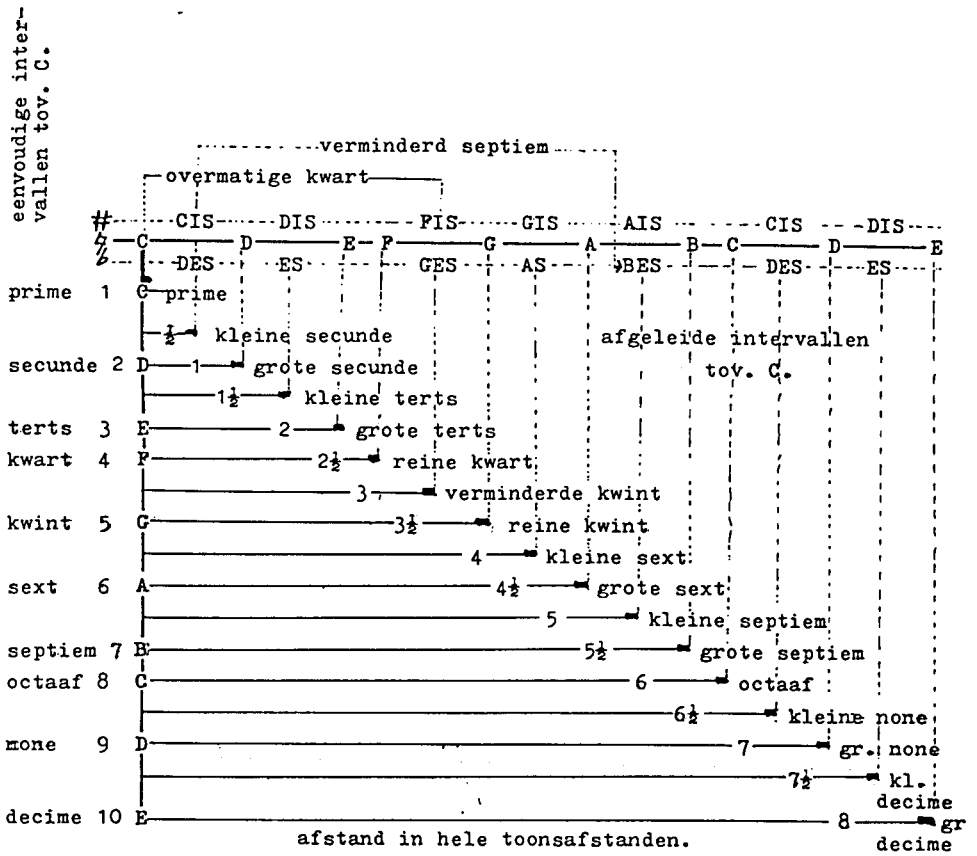 eenvoudige inter-
vallen tov. C.
verminderd septiem
overmatige kwart
# CIS DIS FIS GIS AIS CIS DIS
♮ C D E F G A B C D E
b DES ES GES AS BES DES ES
prime 1 C prime
½ kleine secunde
afgeleide intervallen
tov. C.
secunde 2 D 1 grote secunde
1½ kleine terts
terts 3 E 2 grote terts
kwart 4 F 2½ reine kwart
3 verminderde kwint
kwint 5 G 3½ reine kwint
4 kleine sext
sext 6 A 4½ grote sext
5 kleine septiem
septiem 7 B 5½ grote septiem
octaaf 8 C 6 octaaf
6½ kleine none
none 9 D 7 gr. none
7½ kl.
decime
decime 10 E 8 gr
decime
afstand in hele toonsafstanden.